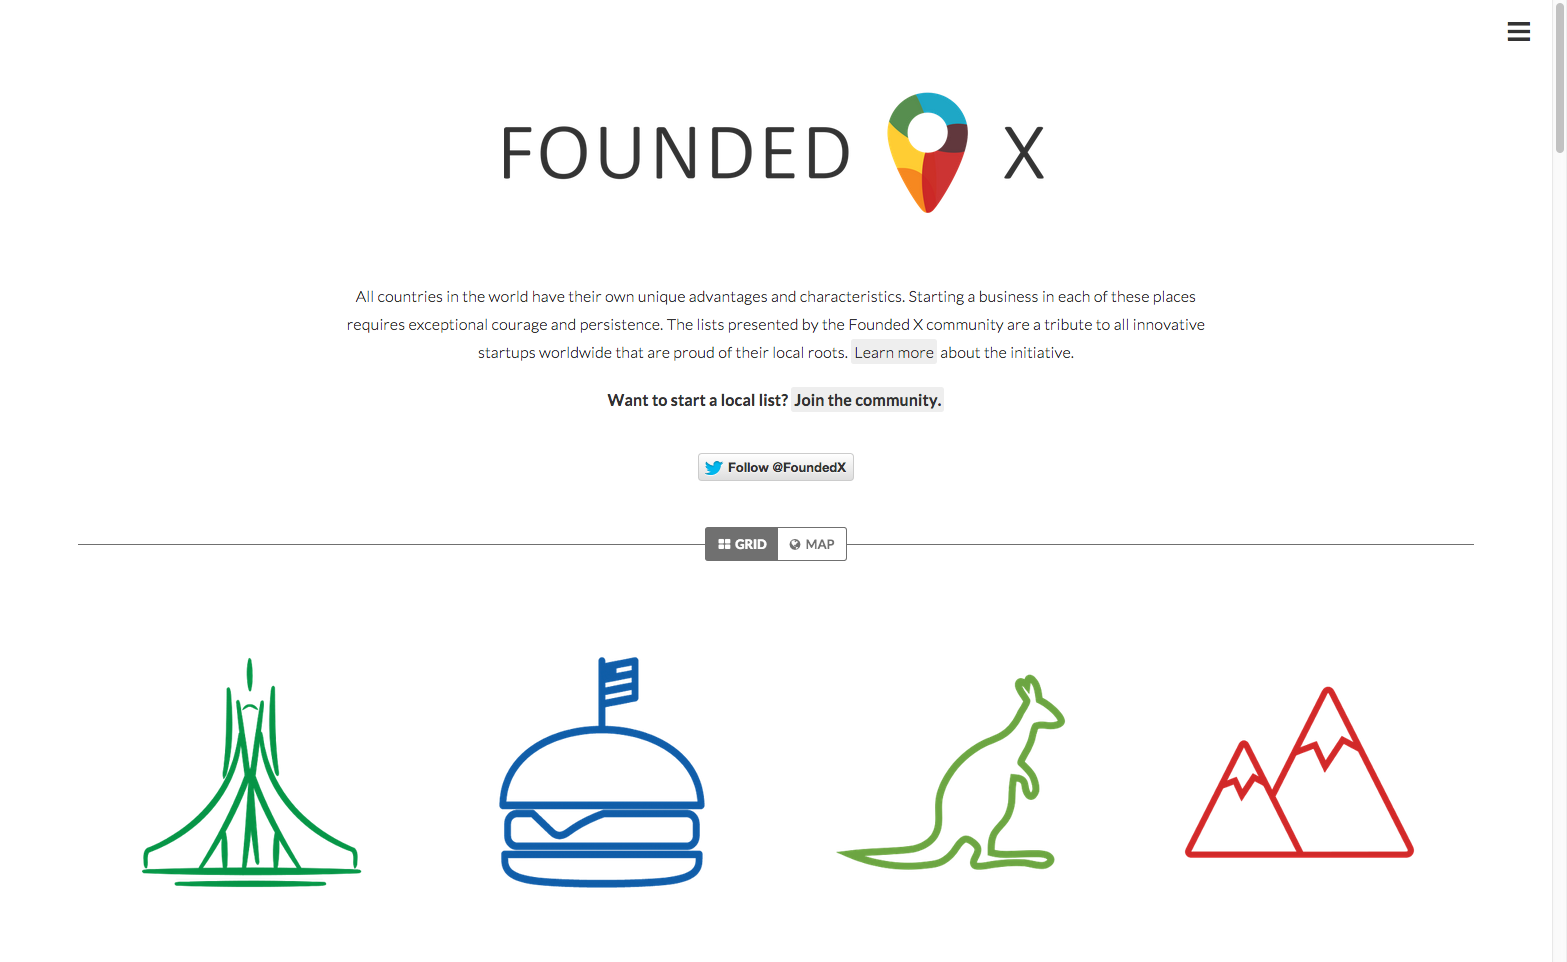 FOUNDED X
All countries in the world have their own unique advantages and characteristics. Starting a business in each of these places
requires exceptional courage and persistence. The lists presented by the Founded X community are a tribute to all innovative
startups worldwide that are proud of their local roots. Learn more about the initiative.
Want to start a local list? Join the community.
Follow @FoundedX
GRID MAP